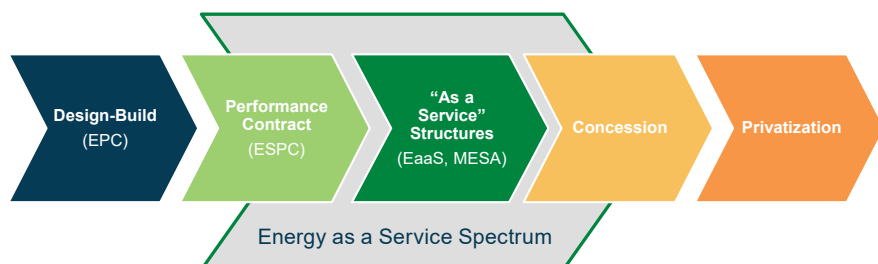 Design-Build
(EPC)
Performance
Contract
(ESPC)
“As a
Service”
Structures
(EaaS, MESA)
Concession
Privatization
Energy as a Service Spectrum